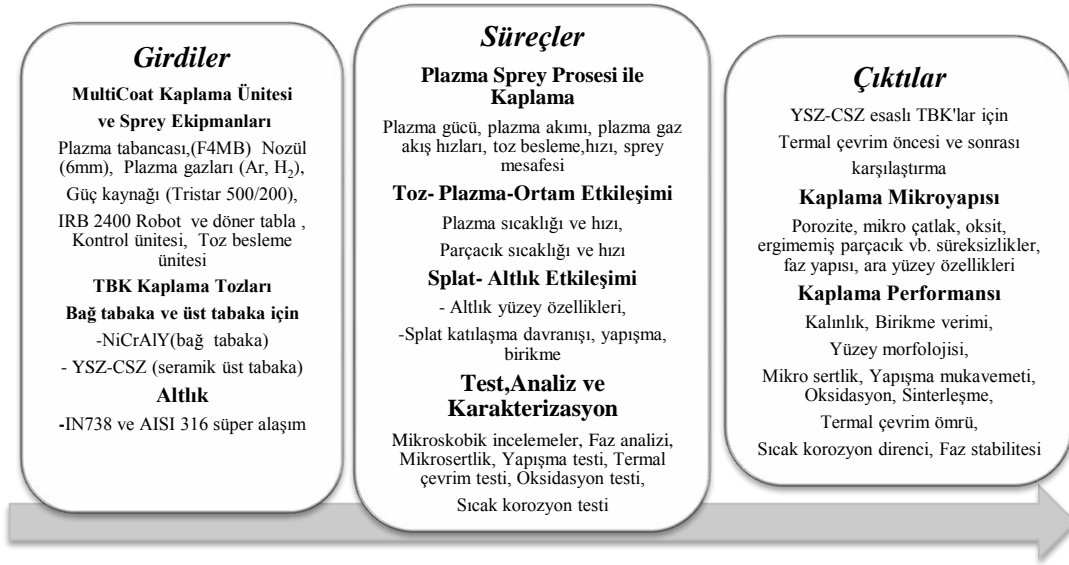 Girdiler
MultiCoat Kaplama Ünitesi
ve Sprey Ekipmanları
Plazma tabancası,(F4MB) Nozül
(6mm), Plazma gazları (Ar, H₂),
Güç kaynağı (Tristar 500/200),
IRB 2400 Robot ve döner tabla ,
Kontrol ünitesi, Toz besleme
ünitesi
TBK Kaplama Tozları
Bağ tabaka ve üst tabaka için
-NiCrAlY(bağ tabaka)
- YSZ-CSZ (seramik üst tabaka)
Altlık
-IN738 ve AISI 316 süper alaşım
Süreçler
Plazma Sprey Prosesi ile
Kaplama
Plazma gücü, plazma akımı, plazma gaz
akış hızları, toz besleme,hızı, sprey
mesafesi
Toz- Plazma-Ortam Etkileşimi
Plazma sıcaklığı ve hızı,
Parçacık sıcaklığı ve hızı
Splat- Altlık Etkileşimi
- Altlık yüzey özellikleri,
-Splat katılaşma davranışı, yapışma,
birikme
Test,Analiz ve
Karakterizasyon
Mikroskobik incelemeler, Faz analizi,
Mikrosertlik, Yapışma testi, Termal
çevrim testi, Oksidasyon testi,
Sıcak korozyon testi
Çıktılar
YSZ-CSZ esaslı TBK'lar için
Termal çevrim öncesi ve sonrası
karşılaştırma
Kaplama Mikroyapısı
Porozite, mikro çatlak, oksit,
ergimemiş parçacık vb. süreksizlikler,
faz yapısı, ara yüzey özellikleri
Kaplama Performansı
Kalınlık, Birikme verimi,
Yüzey morfolojisi,
Mikro sertlik, Yapışma mukavemeti,
Oksidasyon, Sinterleşme,
Termal çevrim ömrü,
Sıcak korozyon direnci, Faz stabilitesi